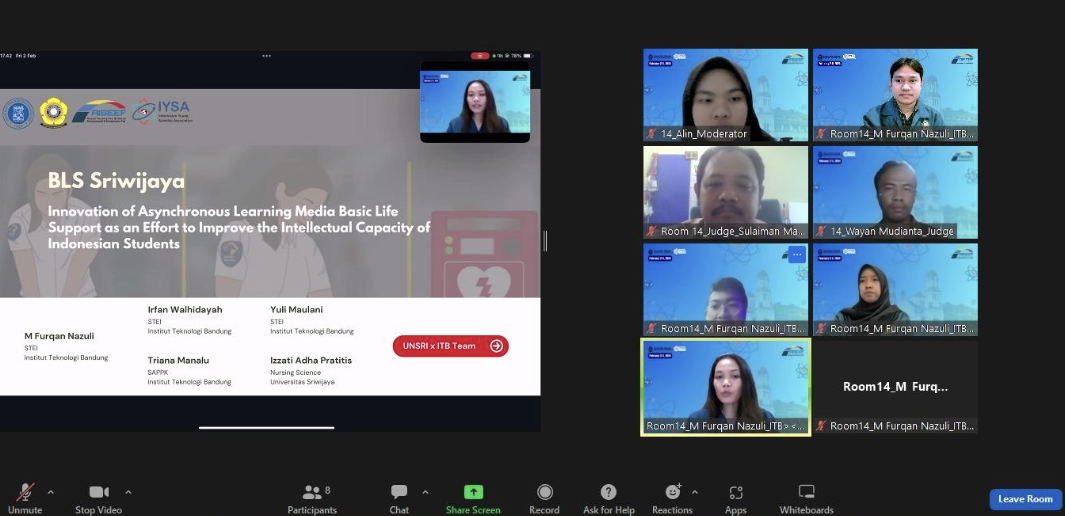 17.42 Fri 2 Feb
78%
AISEEF
IYSA
BLS Sriwijaya
Innovation of Asynchronous Learning Media Basic Life
Support as an Effort to Improve the Intellectual Capacity of
Indonesian Students
M Furqan Nazuli
STEI
Institut Teknologi Bandung
Irfan Walhidayah
STEI
Institut Teknologi Bandung
Triana Manalu
SAPPK
Institut Teknologi Bandung
Yuli Maulani
STEI
Institut Teknologi Bandung
Izzati Adha Pratitis
Nursing Science
Universitas Sriwijaya
UNSRI x ITB Team
14_Alin_Moderator
Room14_M Furqan Nazuli_ITB...
Room 14_Judge_Sulaiman Ma...
14_Wayan Mudianta_Judge
Room14_M Furqan Nazuli_ITB...
Room14_M Furqan Nazuli_ITB...
Room14_M Furqan Nazuli_ITB> <...
Room14_M Furq...
Room14_M Furqan Nazuli_ITB...
Unmute
Stop Video
8
Participants
Chat
Share Screen
Record
Ask for Help
Reactions
Apps
Whiteboards
Leave Room